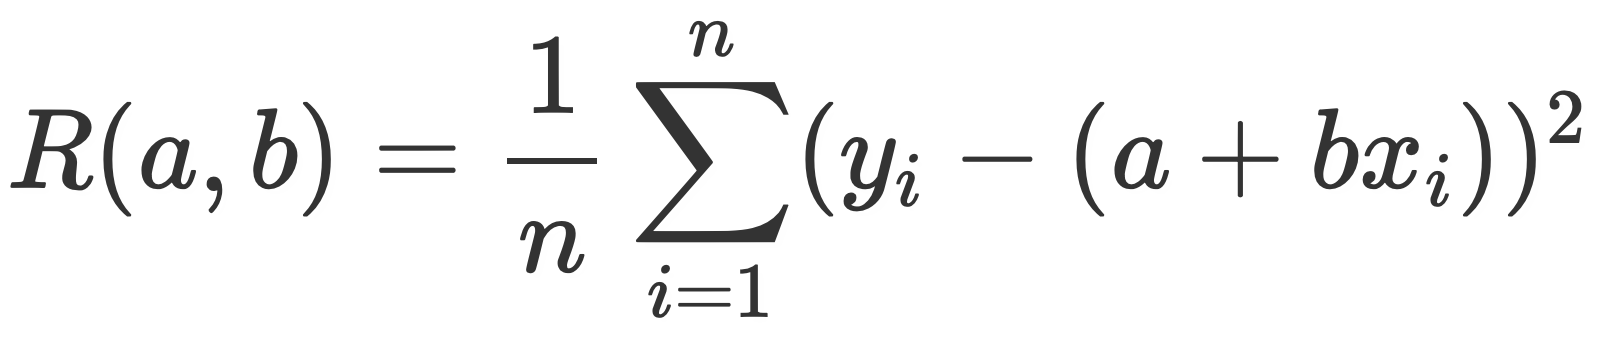 R(a, b) = \frac{1}{n} \sum_{i=1}^{n} (y_i - (a + bx_i))^2